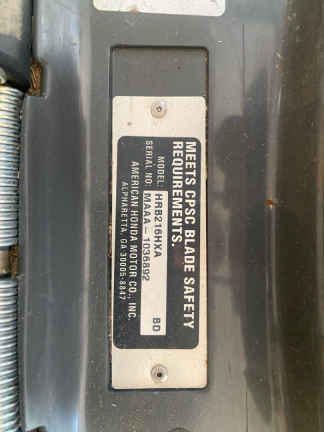 MEETS CPSC BLADE SAFETY
REQUIREMENTS.
MODEL: HRB216HXA BD
SERIAL NO: MAAA-1036892
AMERICAN HONDA MOTOR CO., INC.
ALPHARETTA, GA 30005-8847